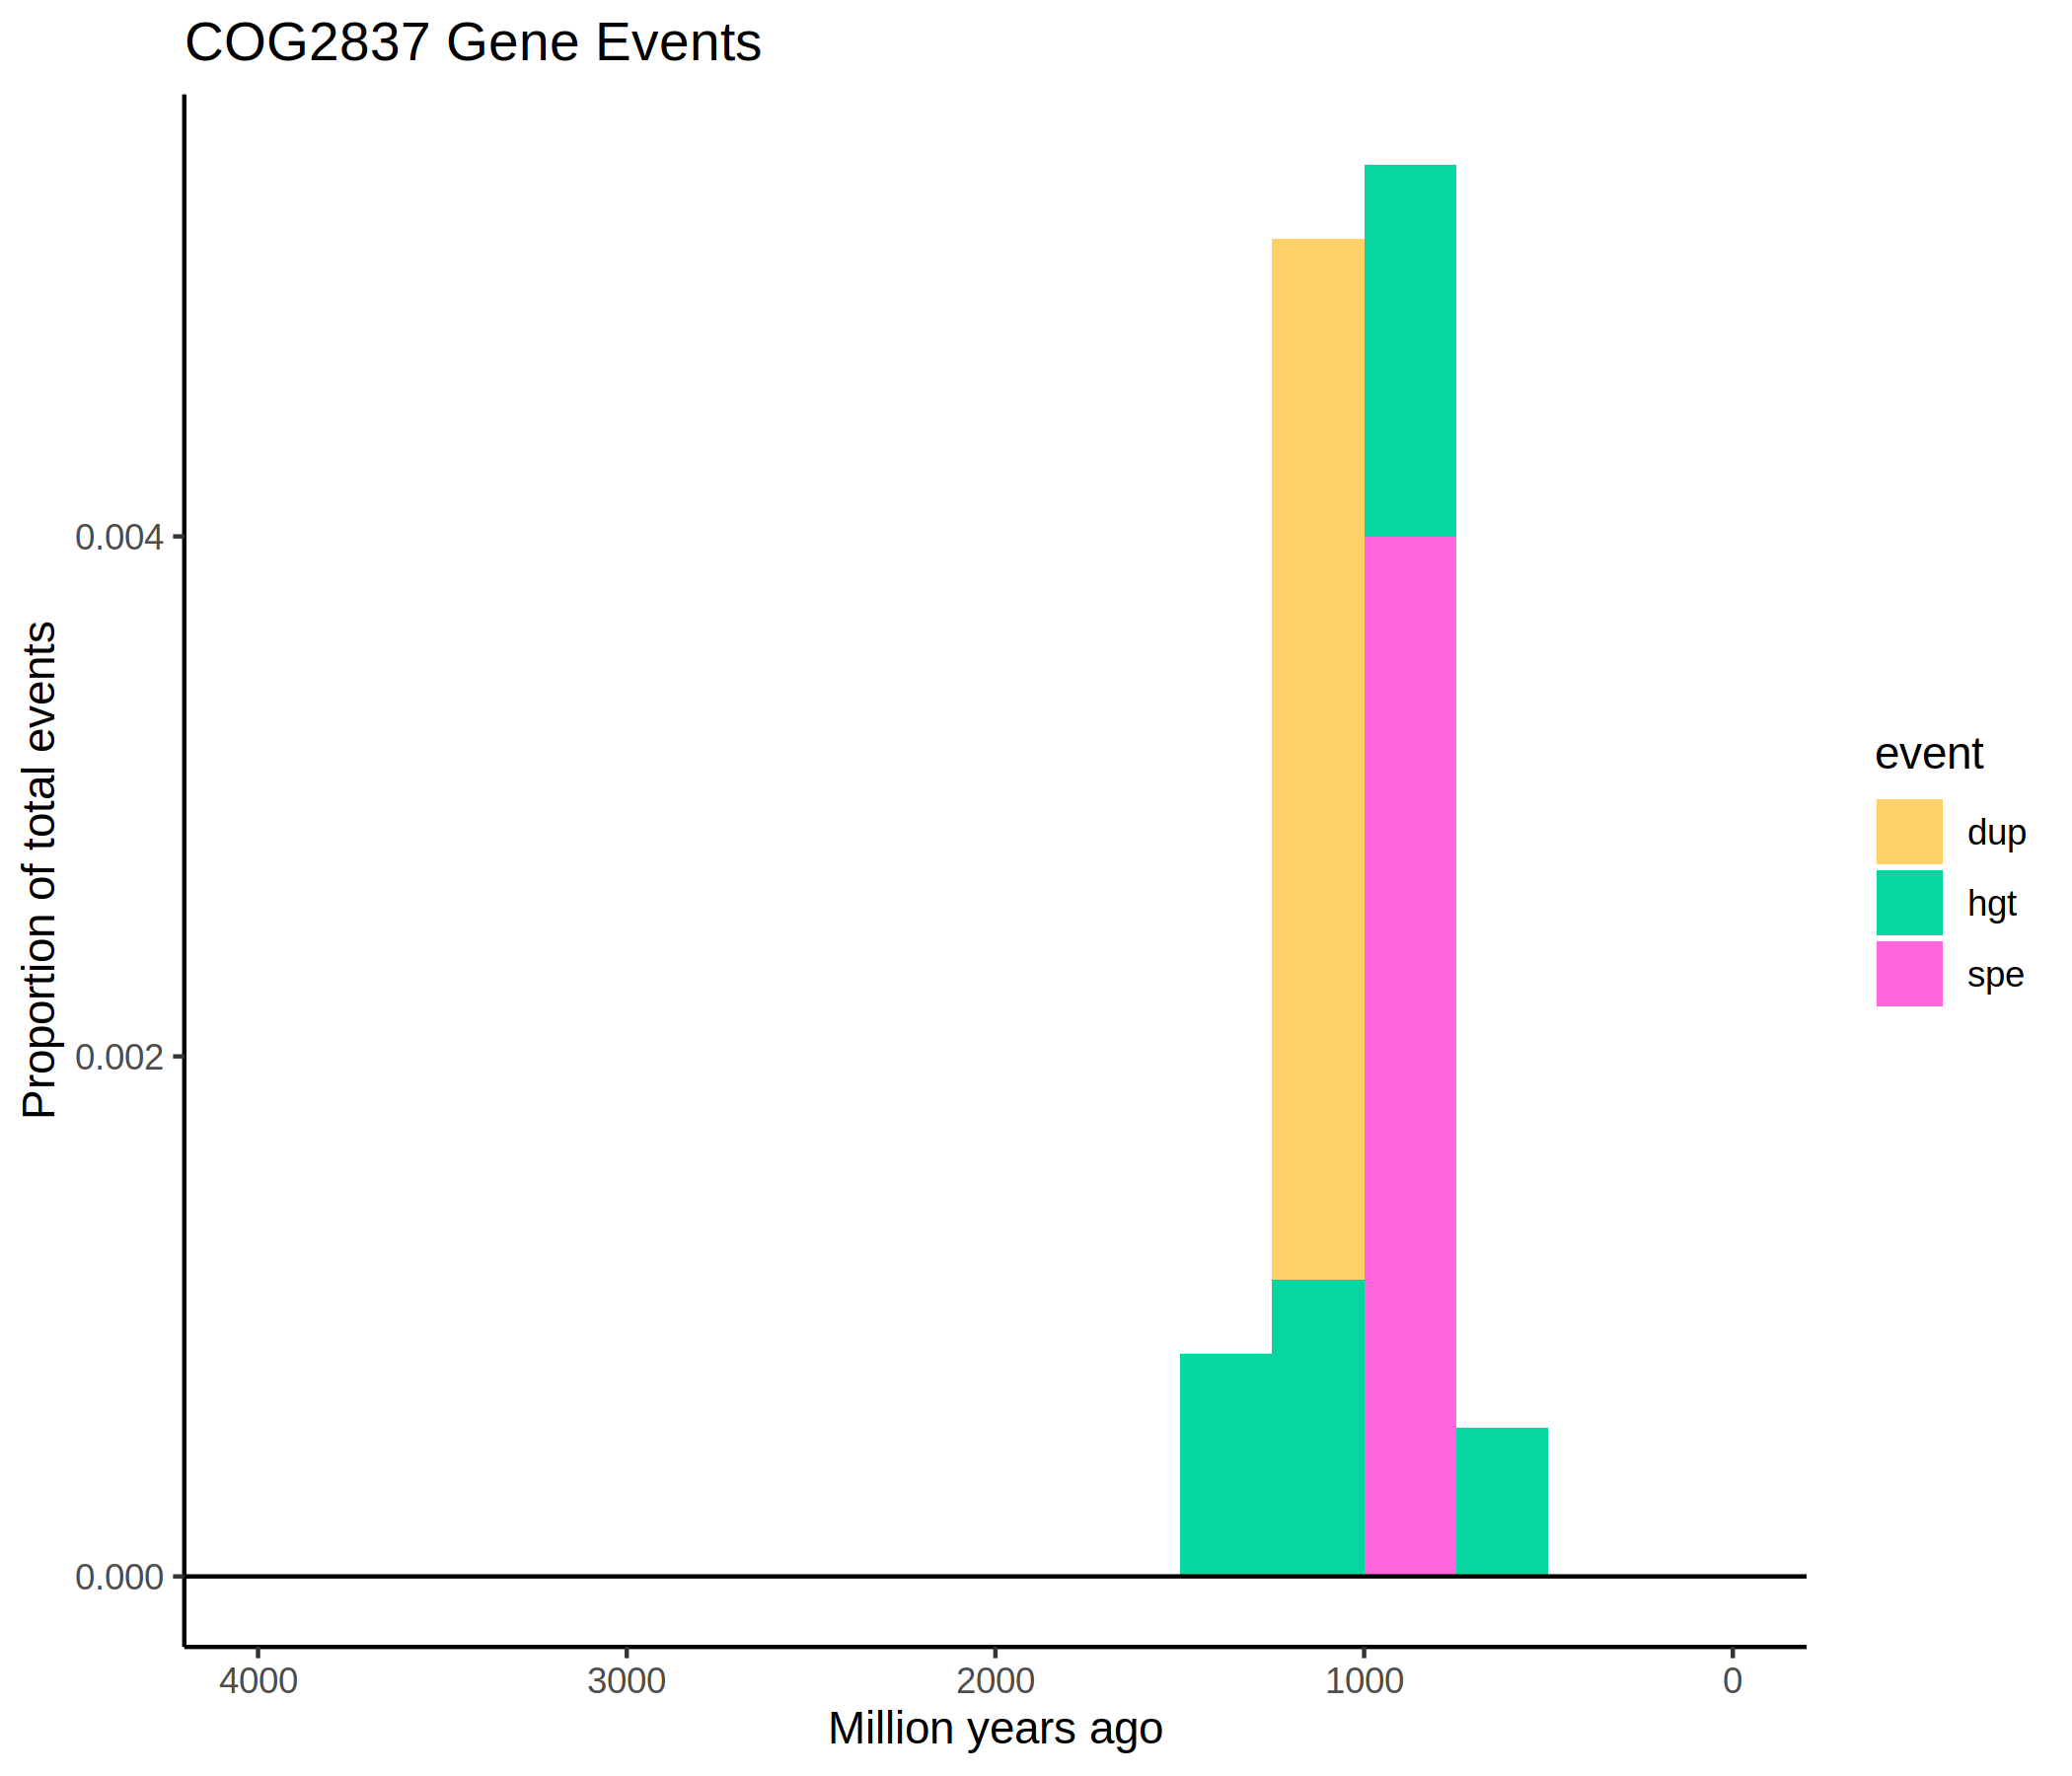 COG2837 Gene Events
Proportion of total events
0.004
0.002
0.000
4000 3000 2000 1000 0
Million years ago
event
dup
hgt
spe